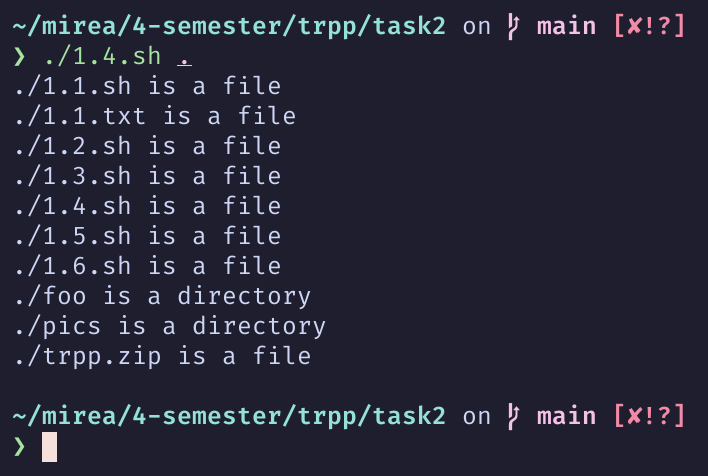 ~/mirea/4-semester/trpp/task2 on main [✘!?]
❯ ./1.4.sh .
./1.1.sh is a file
./1.1.txt is a file
./1.2.sh is a file
./1.3.sh is a file
./1.4.sh is a file
./1.5.sh is a file
./1.6.sh is a file
./foo is a directory
./pics is a directory
./trpp.zip is a file
~/mirea/4-semester/trpp/task2 on main [✘!?]
❯